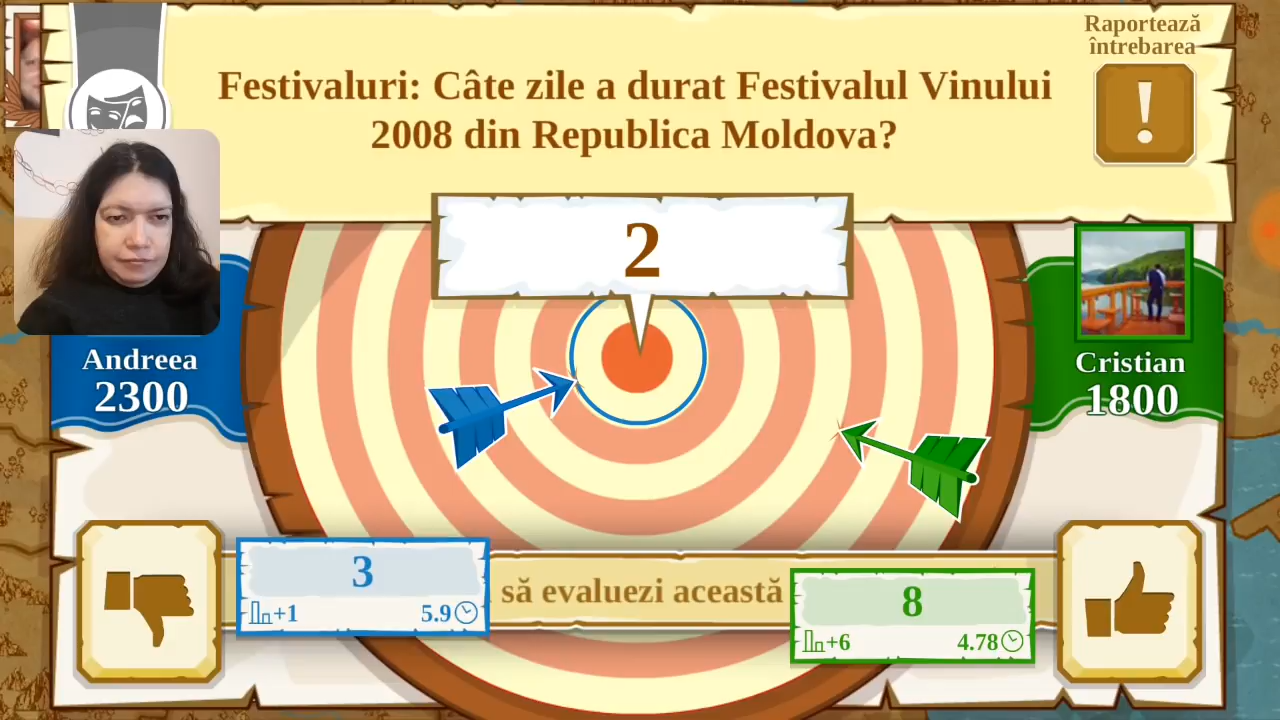 Raportează
întrebarea
Festivaluri: Câte zile a durat Festivalul Vinului
2008 din Republica Moldova?
2
Andreea
2300
Cristian
1800
3
+1 5.9
să evaluezi această
8
+6 4.78